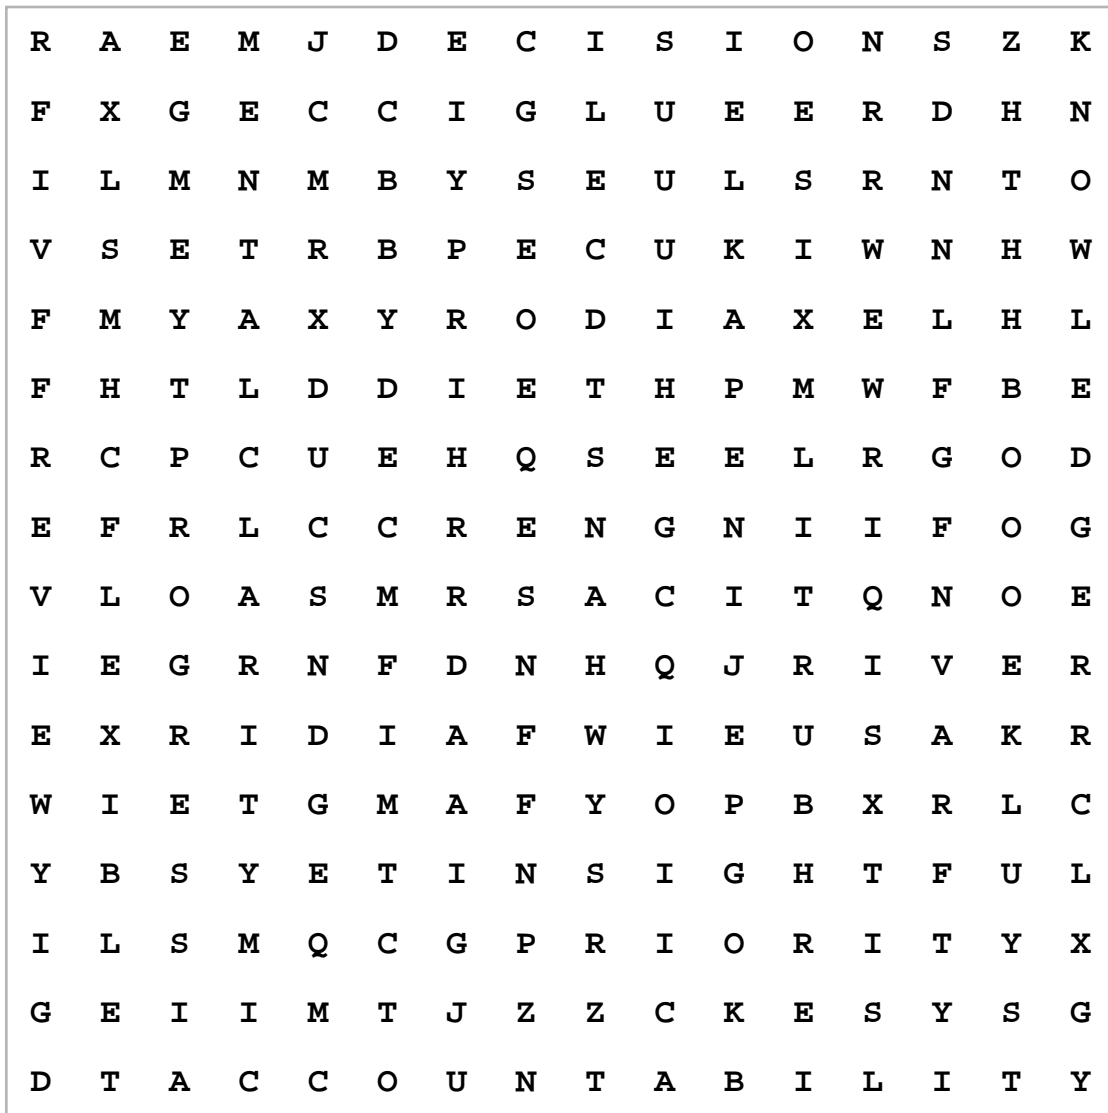 R A E M J D E C I S I O N S Z K
F X G E C C I G L U E E R D H N
I L M N M B Y S E U L S R N T O
V S E T R B P E C U K I W N H W
F M Y A X Y R O D I A X E L H L
F H T L D D I E T H P M W F B E
R C P C U E H Q S E E L R G O D
E F R L C C R E N G N I I F O G
V L O A S M R S A C I T Q N O E
I E G R N F D N H Q J R I V E R
E X R I D I A F W I E U S A K R
W I E T G M A F Y O P B X R L C
Y B S Y E T I N S I G H T F U L
I L S M Q C G P R I O R I T Y X
G E I I M T J Z Z C K E S Y S G
D T A C C O U N T A B I L I T Y